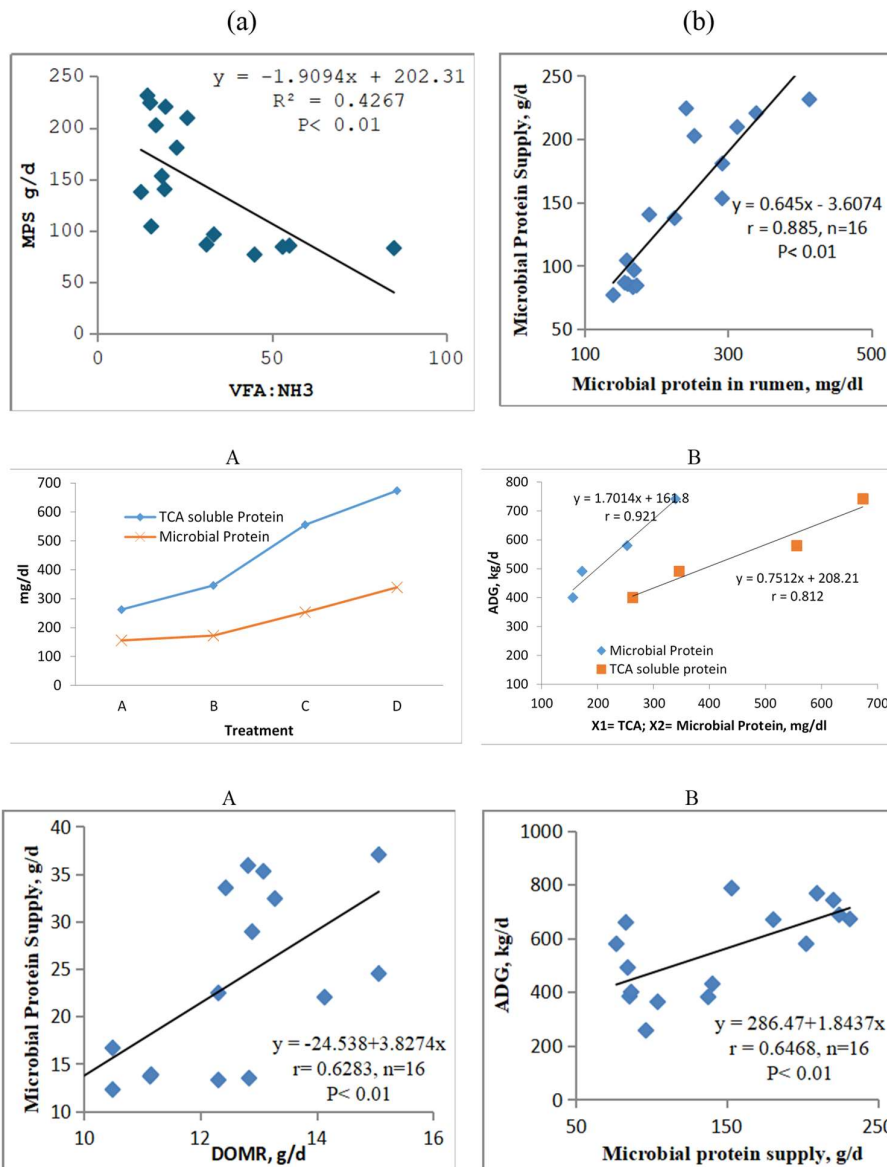 (a)
(b)
y = -1.9094x + 202.31
R² = 0.4267
P< 0.01
MPS g/d
250
200
150
100
50
0
0
50
100
VFA:NH3
Microbial Protein Supply, g/d
250
200
150
100
50
y = 0.645x - 3.6074
r = 0.885, n=16
P< 0.01
100
300
500
Microbial protein in rumen, mg/dl
A
B
mg/dl
700
600
500
400
300
200
100
0
TCA soluble Protein
Microbial Protein
A
B
C
D
Treatment
ADG, kg/d
800
700
600
500
400
300
200
100
y = 1.7014x + 161.8
r = 0.921
y = 0.7512x + 208.21
r = 0.812
Microbial Protein
TCA soluble protein
100
200
300
400
500
600
700
X1= TCA; X2= Microbial Protein, mg/dl
A
B
Microbial Protein Supply, g/d
40
35
30
25
20
15
10
y = -24.538+3.8274x
r= 0.6283, n=16
P< 0.01
10
12
14
16
DOMR, g/d
ADG, kg/d
1000
800
600
400
200
0
y = 286.47+1.8437x
r = 0.6468, n=16
P< 0.01
50
150
250
Microbial protein supply, g/d